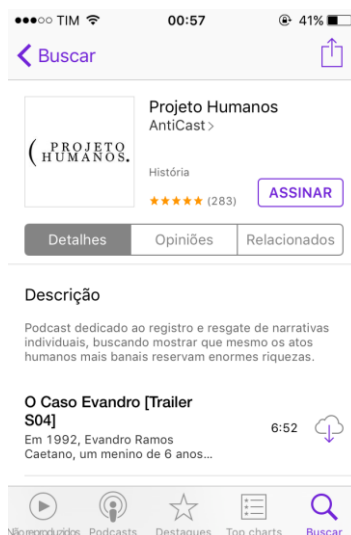 TIM 00:57 41%
Buscar
Projeto Humanos
AntiCast >
( PROJETO
HUMANOS.
História
★★★★★ (283)
ASSINAR
Detalhes Opiniões Relacionados
Descrição
Podcast dedicado ao registro e resgate de narrativas
individuais, buscando mostrar que mesmo os atos
humanos mais banais reservam enormes riquezas.
O Caso Evandro [Trailer
S04]
6:52
Em 1992, Evandro Ramos
Caetano, um menino de 6 anos...
Não reproduzidos Podcasts Destaques Top charts Buscar